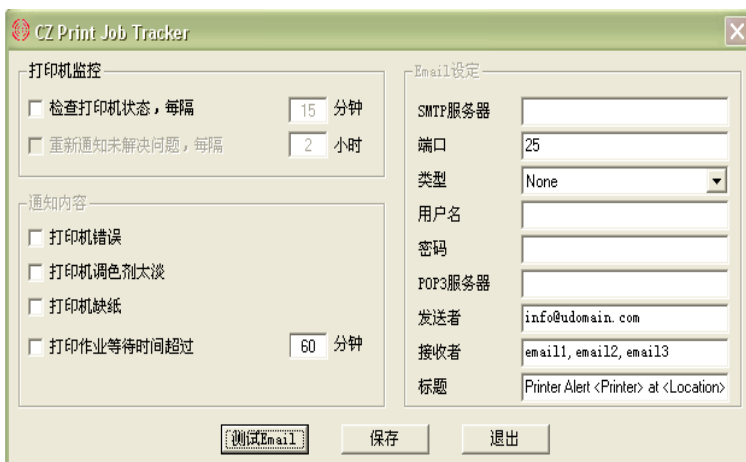 CZ Print Job Tracker
打印机监控
检查打印机状态，每隔 15 分钟
重新通知未解决问题，每隔 2 小时
通知内容
打印机错误
打印机调色剂太淡
打印机缺纸
打印作业等待时间超过 60 分钟
Email设定
SMTP服务器
端口 25
类型 None
用户名
密码
POP3服务器
发送者 info@udomain.com
接收者 email1, email2, email3
标题 Printer Alert <Printer> at <Location>
测试Email 保存 退出